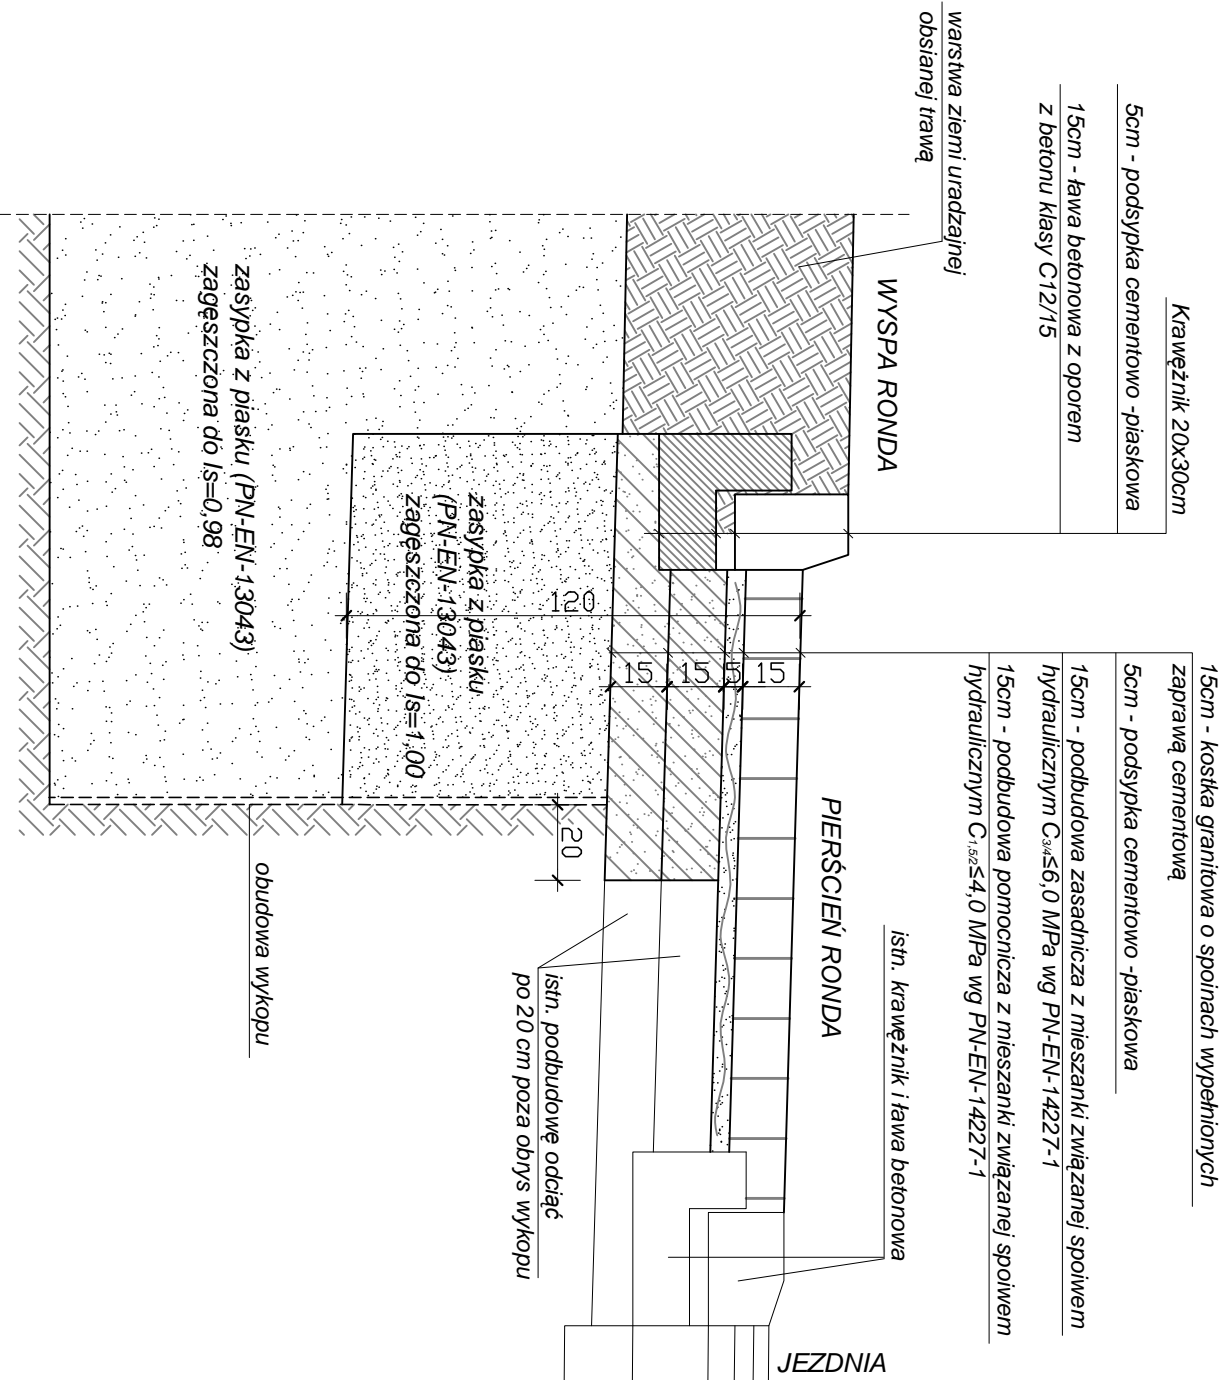 Krawężnik 20x30cm
5cm - podsypka cementowo -piaskowa
15cm - ława betonowa z oporem
z betonu klasy C12/15
warstwa ziemi uradzajnej
obsianej trawą
15cm - kostka granitowa o spoinach wypełnionych
zaprawą cementową
5cm - podsypka cementowo -piaskowa
15cm - podbudowa zasadnicza z mieszanki związanej spoiwem
hydraulicznym C3/4≤6,0 MPa wg PN-EN-14227-1
15cm - podbudowa pomocnicza z mieszanki związanej spoiwem
hydraulicznym C1,5/2≤4,0 MPa wg PN-EN-14227-1
WYSPA RONDA
PIERŚCIEŃ RONDA
istn. krawężnik i ława betonowa
JEZDNIA
15
5
15
15
120
20
zasypka z piasku
(PN-EN-13043)
zagęszczona do Is=1,00
istn. podbudowę odciąć
po 20 cm poza obrys wykopu
zasypka z piasku (PN-EN-13043)
zagęszczona do Is=0,98
obudowa wykopu